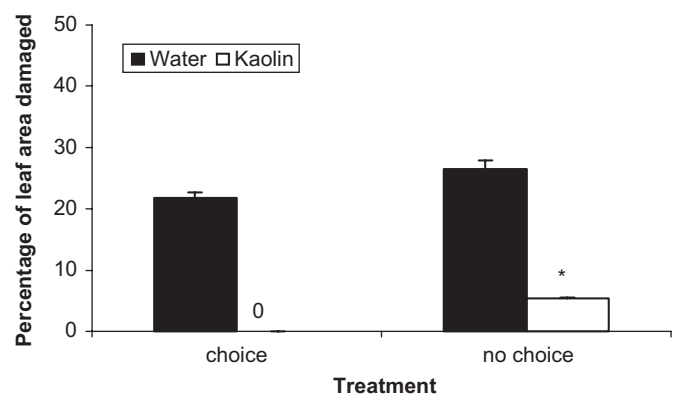 50
40
30
20
10
0
Percentage of leaf area damaged
Water Kaolin
0
*
choice no choice
Treatment